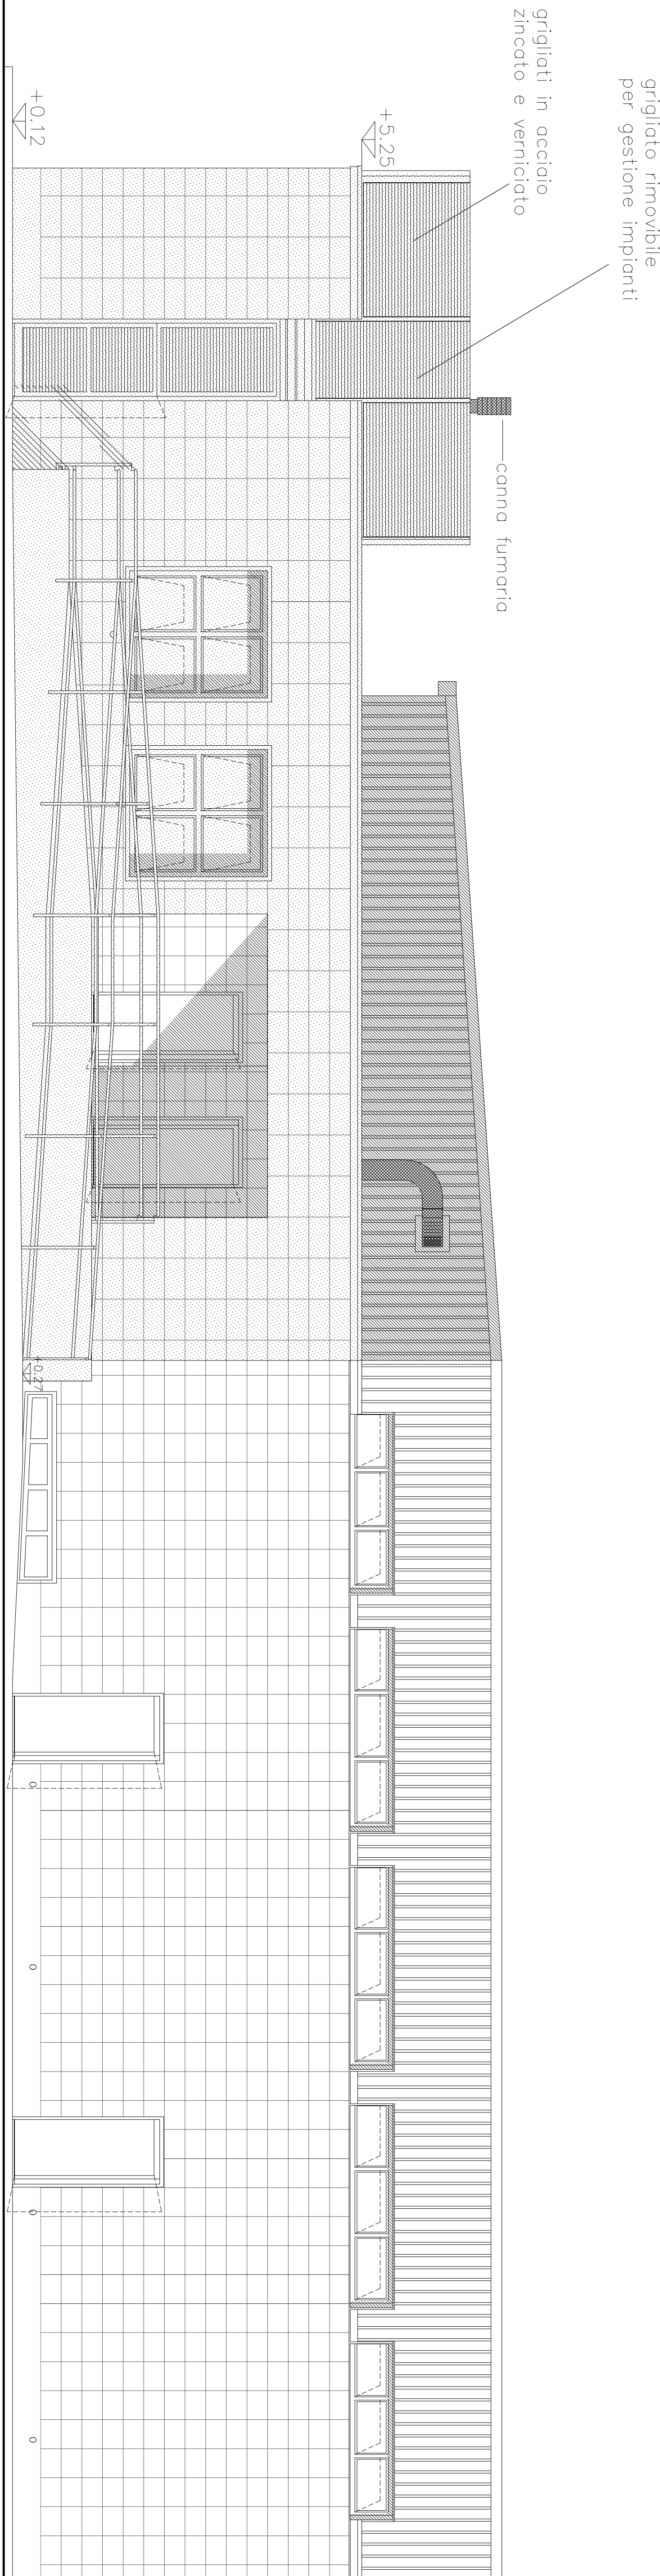 grigliato rimovibile
per gestione impianti
grigliati in acciaio
zincato e verniciato
canna fumaria
+5.25
+0.12
+0.27